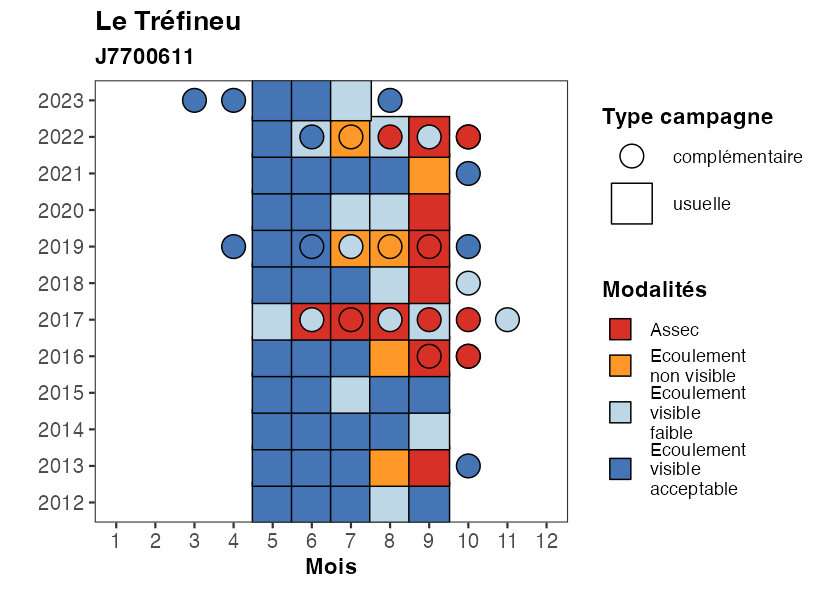 Le Tréfineu
J7700611
2023
2022
2021
2020
2019
2018
2017
2016
2015
2014
2013
2012
1 2 3 4 5 6 7 8 9 10 11 12
Mois
Type campagne
complémentaire
usuelle
Modalités
Assec
Ecoulement
non visible
Ecoulement
visible
faible
Ecoulement
visible
acceptable